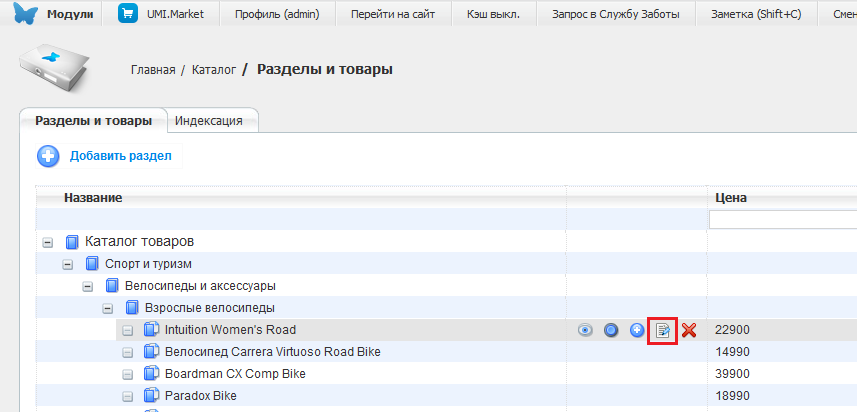 Модули UMI.Market Профиль (admin) Перейти на сайт Кэш выкл. Запрос в Службу Заботы Заметка (Shift+C) Смен
Главная / Каталог / Разделы и товары
Разделы и товары Индексация
Добавить раздел
Название Цена
Каталог товаров
Спорт и туризм
Велосипеды и аксессуары
Взрослые велосипеды
Intuition Women's Road 22900
Велосипед Carrera Virtuoso Road Bike 14990
Boardman CX Comp Bike 39900
Paradox Bike 18990